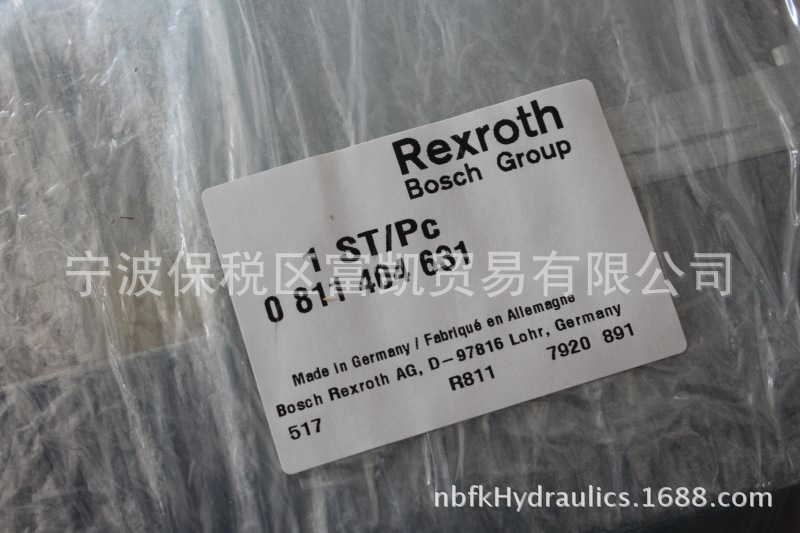 Rexroth
Bosch Group
1 ST/Pc
0 811 404 631
宁波保税区富凯贸易有限公司
Made in Germany / Fabriqué en Allemagne
Bosch Rexroth AG, D-97816 Lohr, Germany
517 R811 7920 891
nbfkHydraulics.1688.com